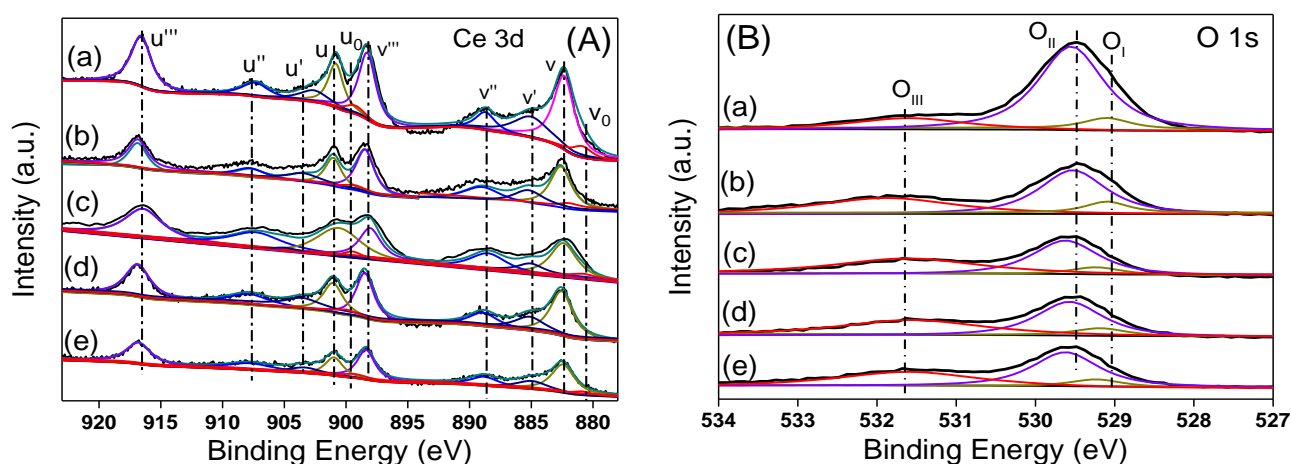 Ce 3d
(A)
u'''
u''
u'
u
u0
v'''
v''
v'
v
v0
(a)
(b)
(c)
(d)
(e)
Intensity (a.u.)
920 915 910 905 900 895 890 885 880
Binding Energy (eV)
(B)
O 1s
OIII
OII
OI
(a)
(b)
(c)
(d)
(e)
Intensity (a.u.)
534 533 532 531 530 529 528 527
Binding Energy (eV)